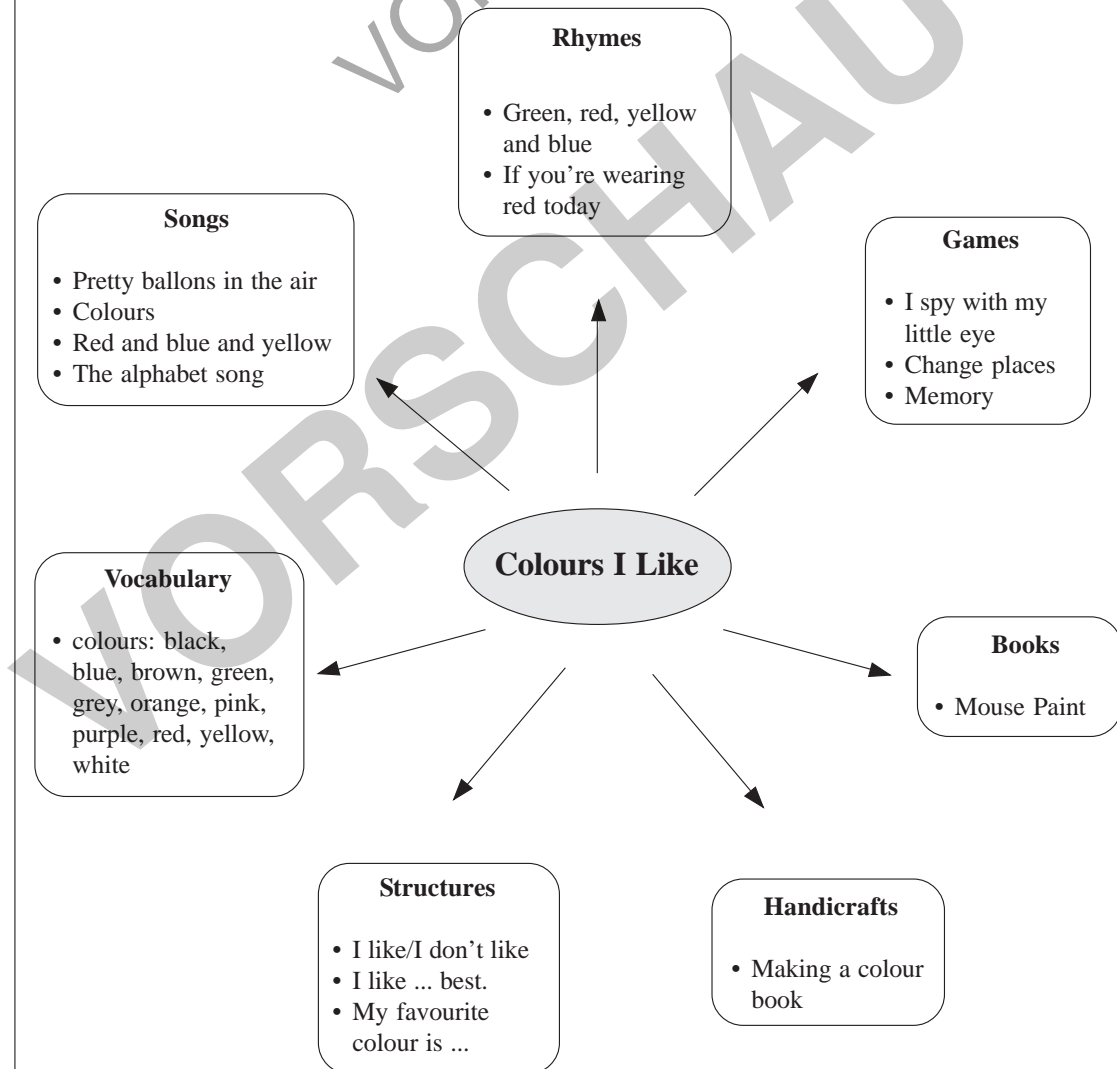 Rhymes
• Green, red, yellow
and blue
• If you're wearing
red today
Songs
• Pretty ballons in the air
• Colours
• Red and blue and yellow
• The alphabet song
Games
• I spy with my
little eye
• Change places
• Memory
Colours I Like
Vocabulary
• colours: black,
blue, brown, green,
grey, orange, pink,
purple, red, yellow,
white
Books
• Mouse Paint
Structures
• I like/I don't like
• I like ... best.
• My favourite
colour is ...
Handicrafts
• Making a colour
book
VORSCHAU